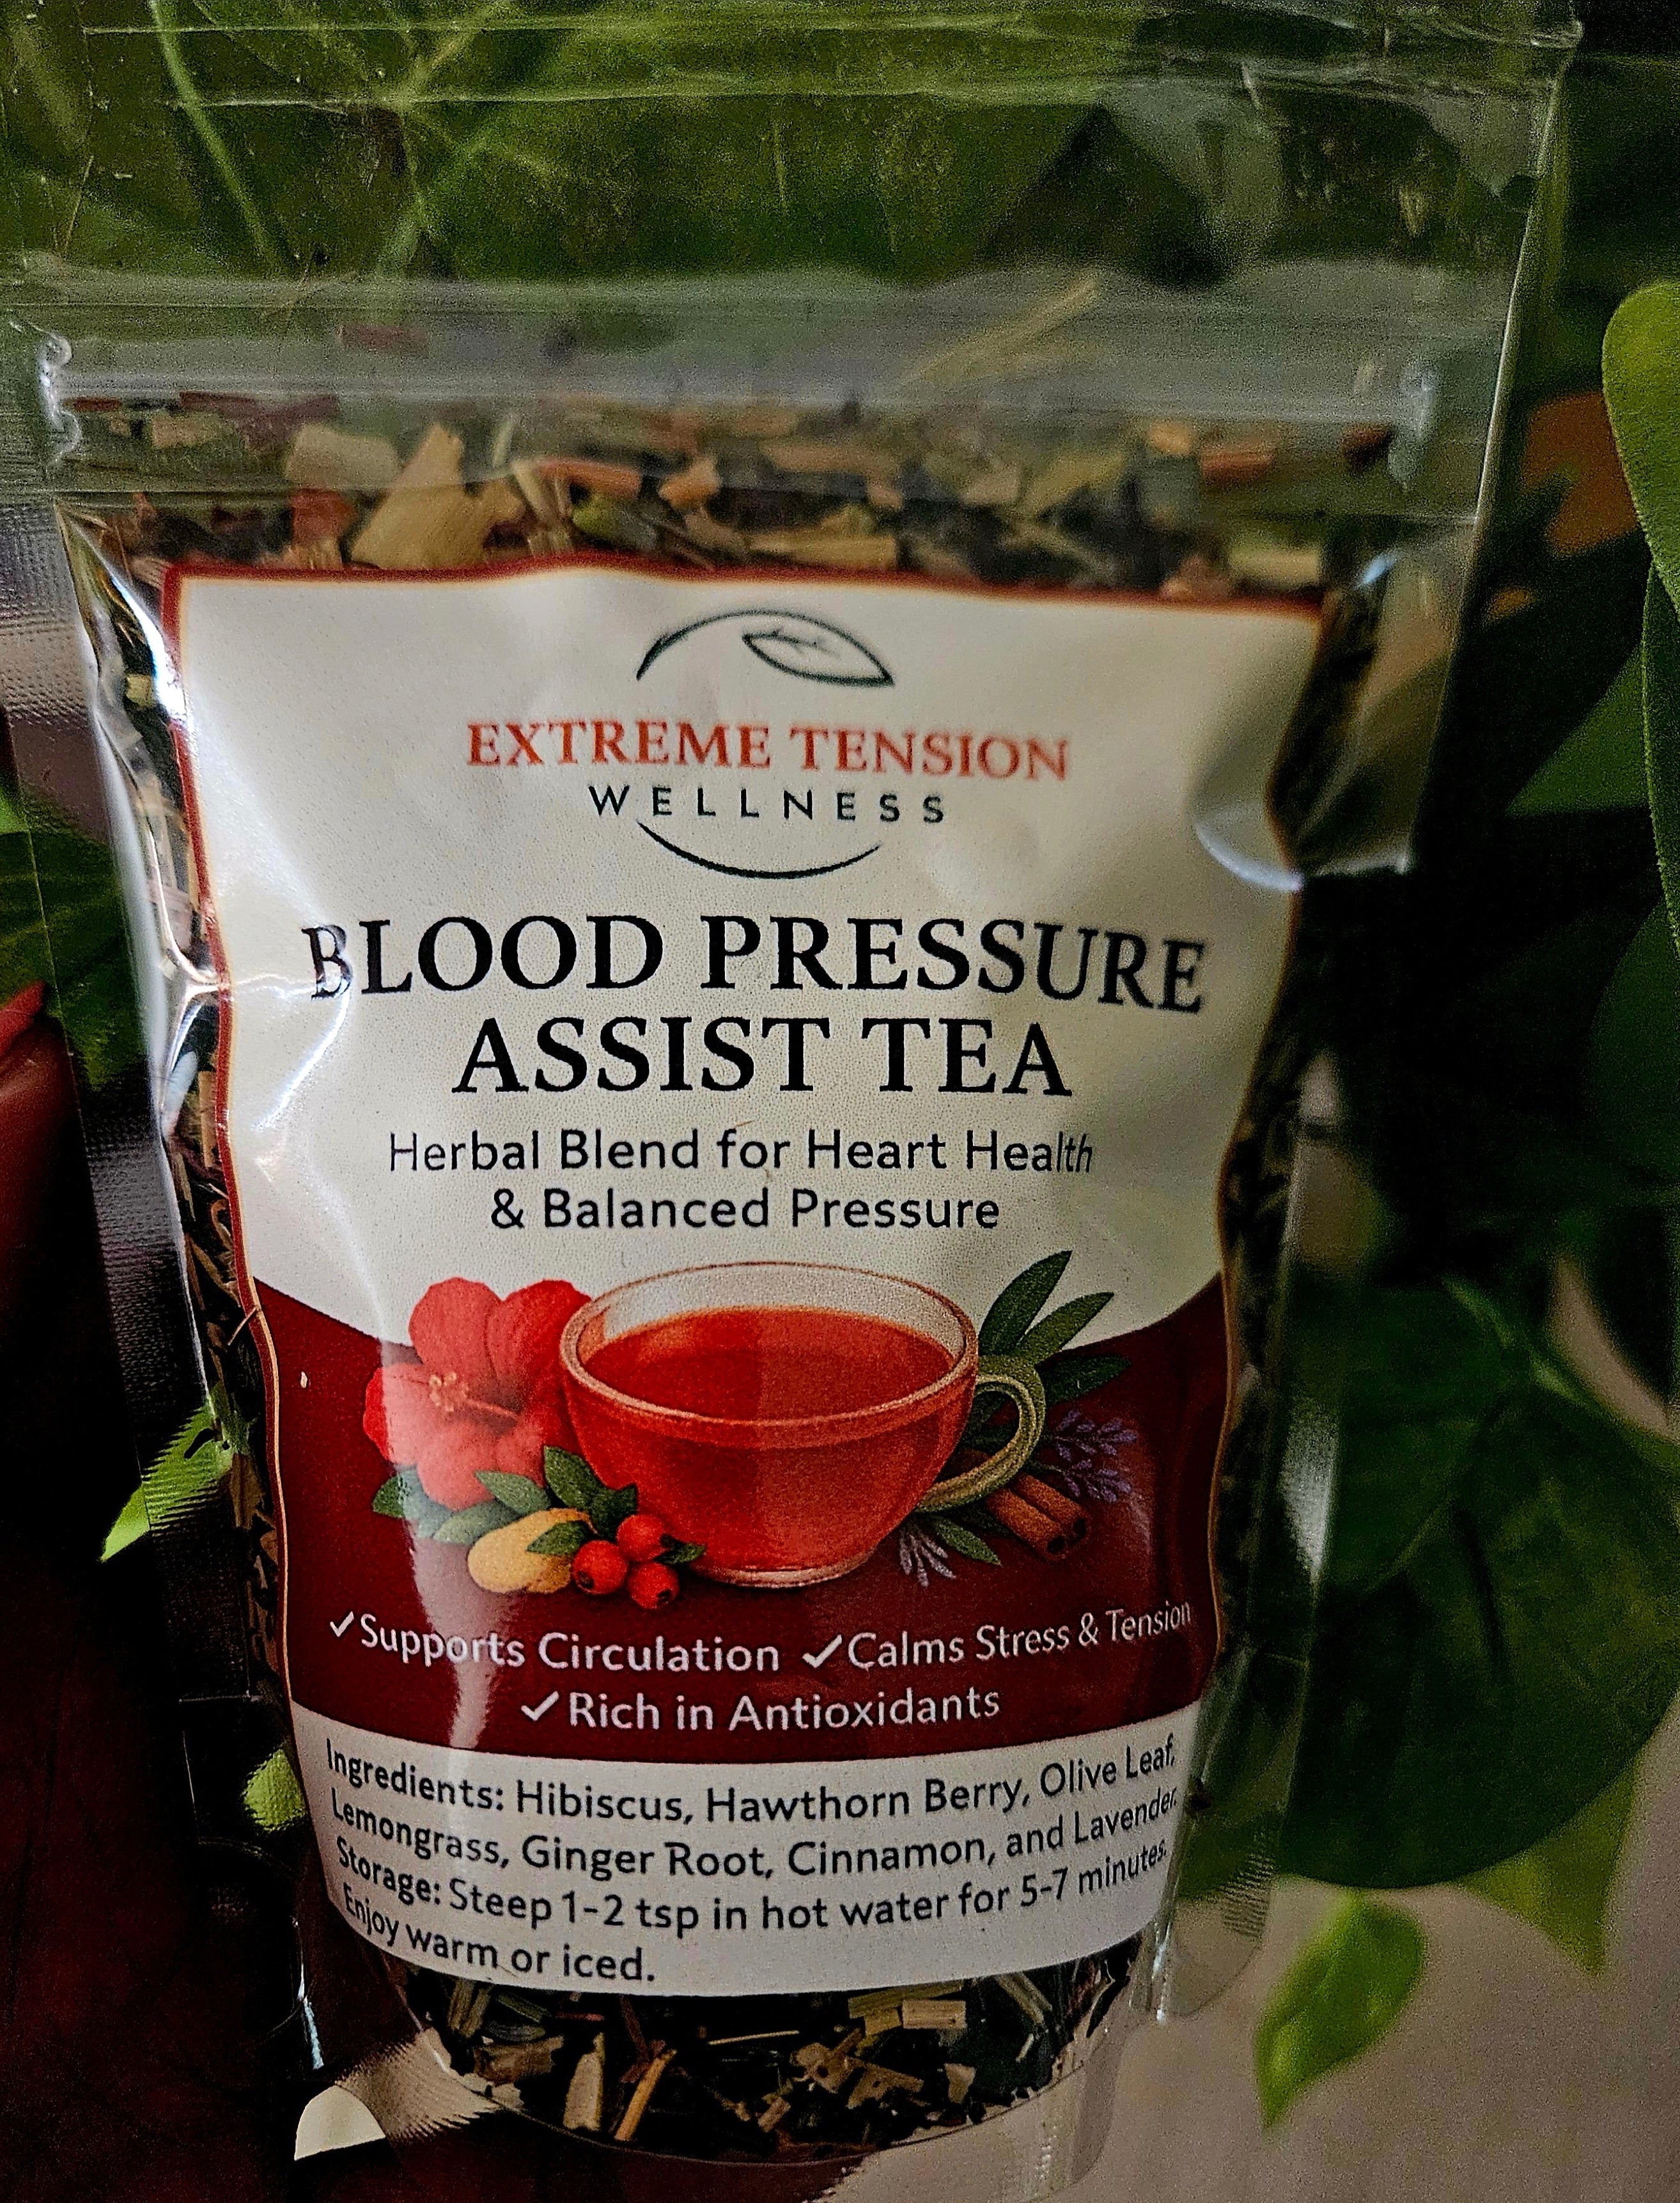 EXTREME TENSION
WELLNESS
BLOOD PRESSURE
ASSIST TEA
Herbal Blend for Heart Health
& Balanced Pressure
✓Supports Circulation ✓Calms Stress & Tension
✓Rich in Antioxidants
Ingredients: Hibiscus, Hawthorn Berry, Olive Leaf,
Lemongrass, Ginger Root, Cinnamon, and Lavender.
Storage: Steep 1-2 tsp in hot water for 5-7 minutes.
Enjoy warm or iced.